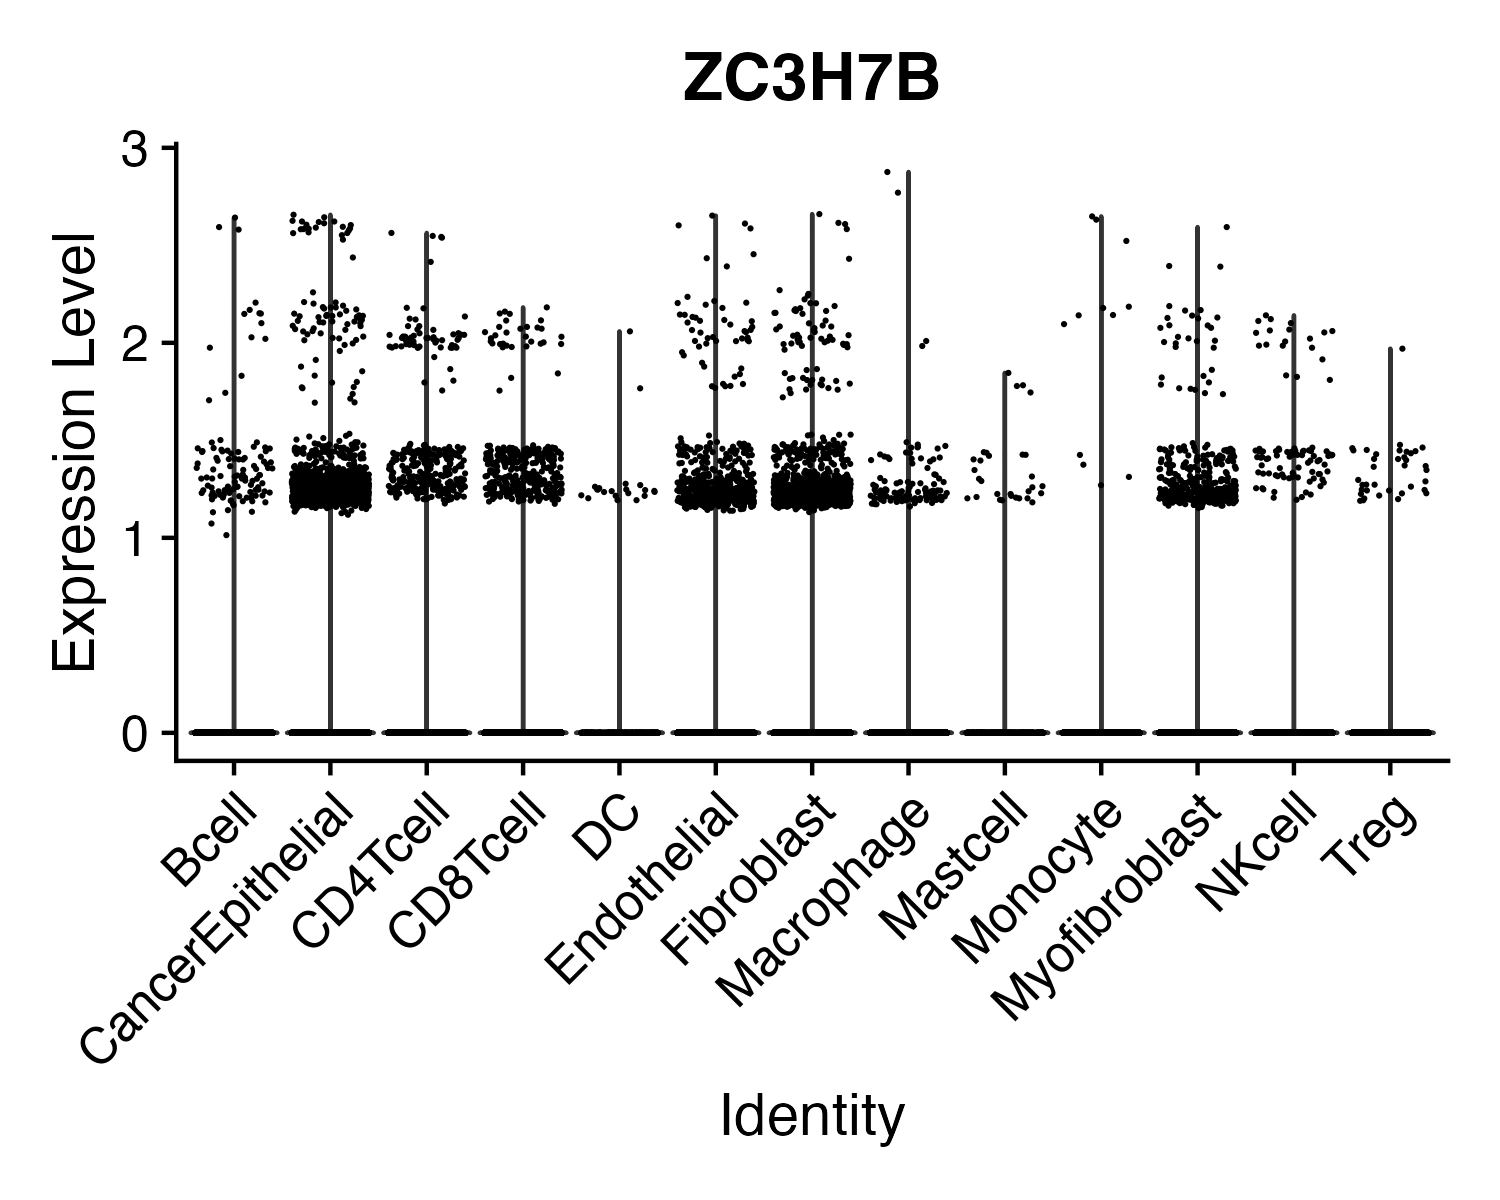 ZC3H7B
Expression Level
3
2
1
0
Bcell
CancerEpithelial
CD4Tcell
CD8Tcell
DC
Endothelial
Fibroblast
Macrophage
Mastcell
Monocyte
Myofibroblast
NKcell
Treg
Identity